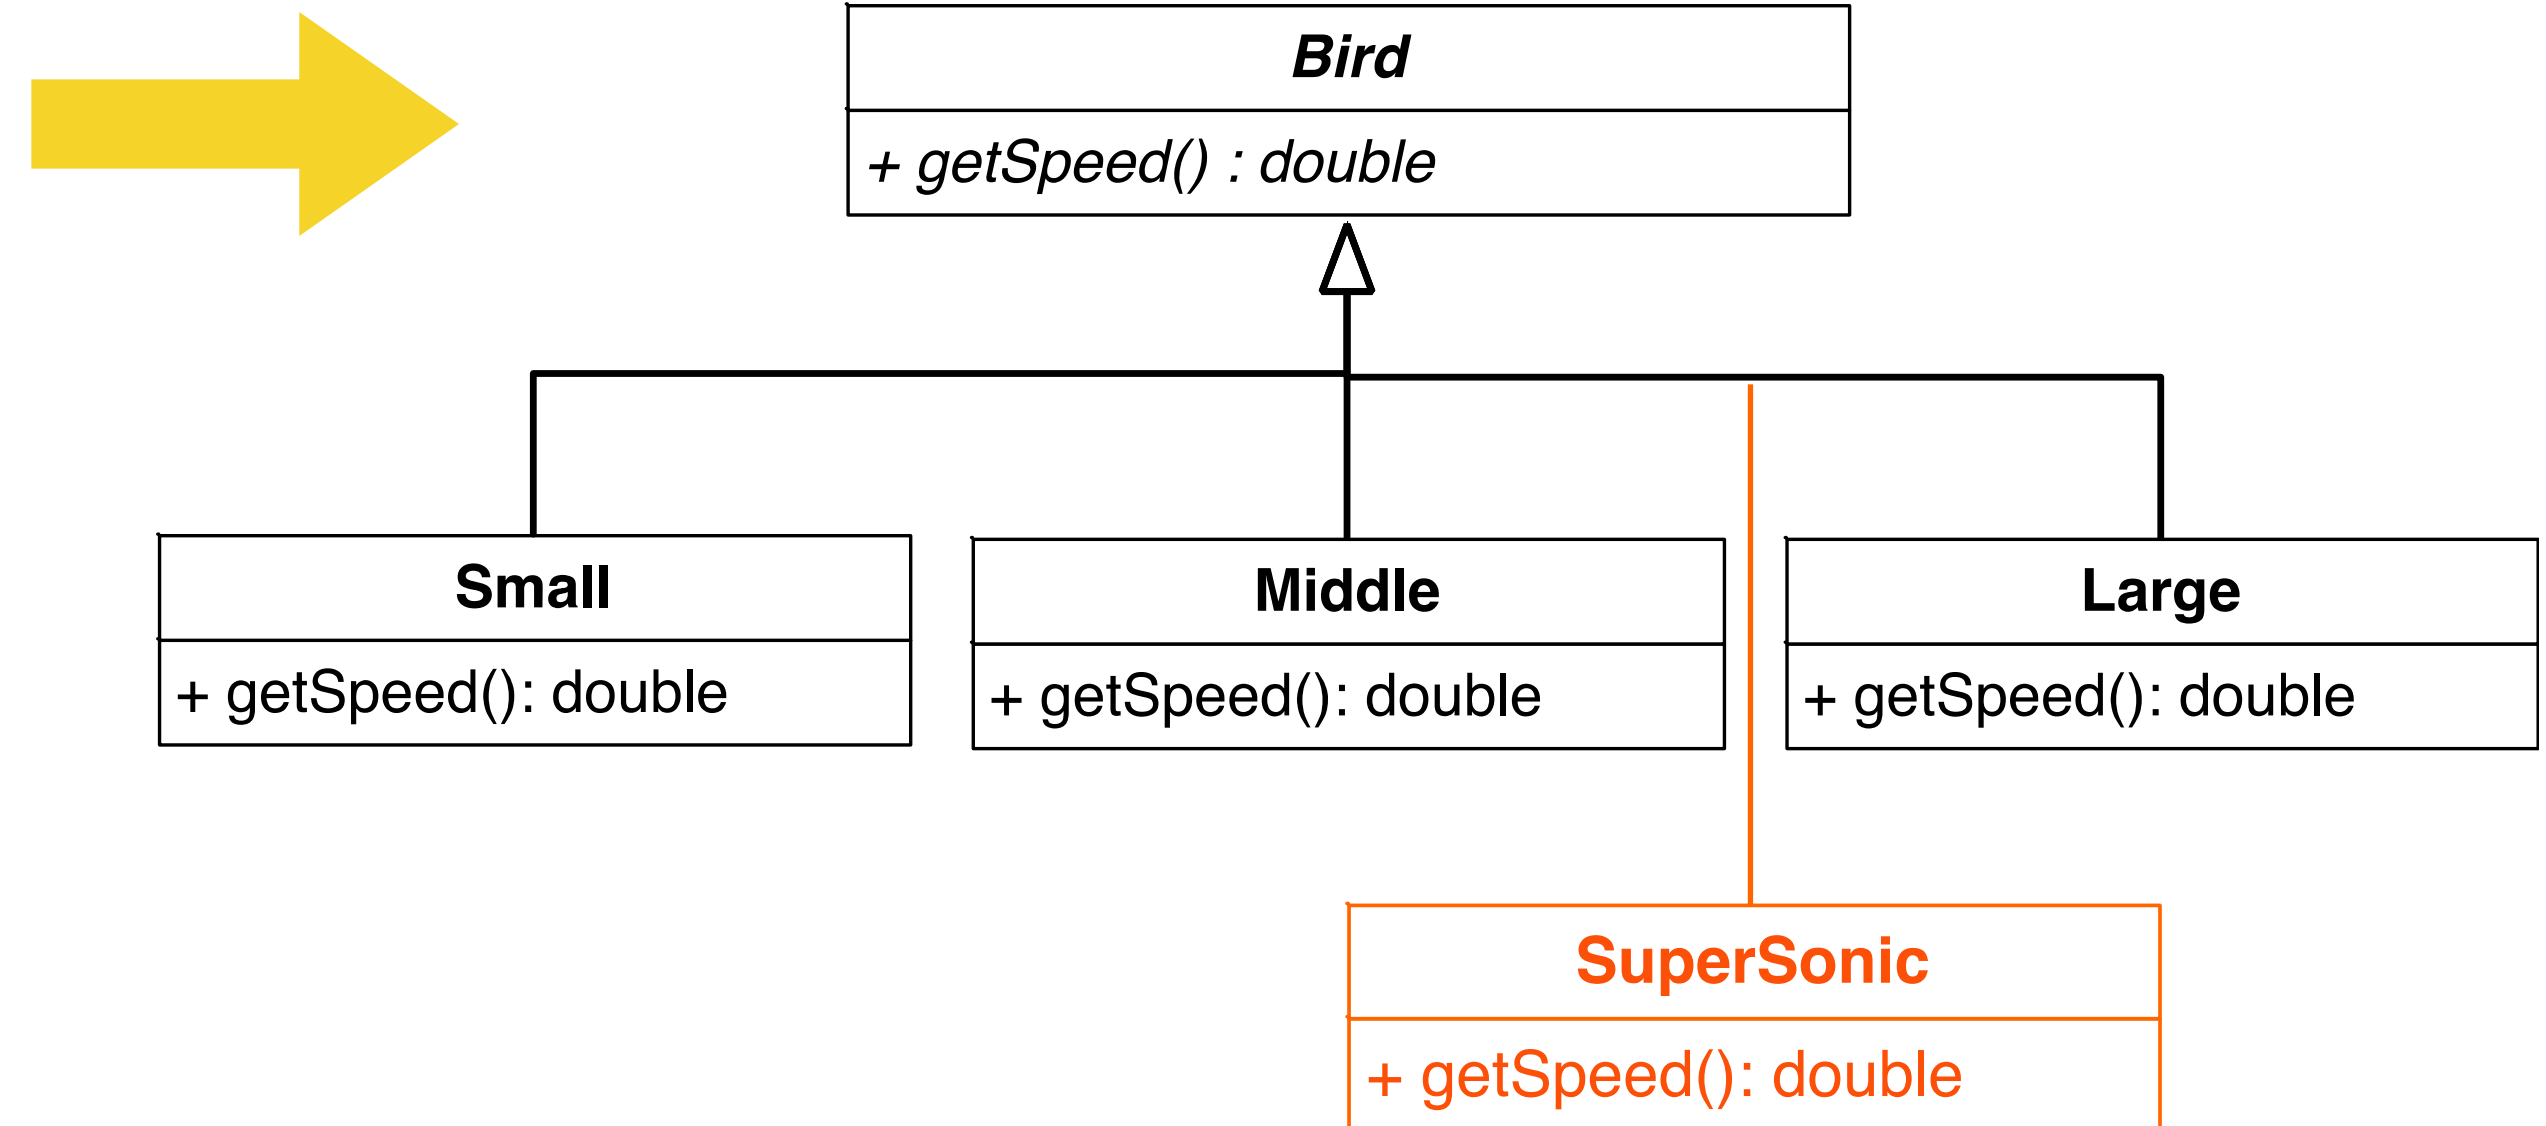 Bird
+ getSpeed() : double
Small
+ getSpeed(): double
Middle
+ getSpeed(): double
Large
+ getSpeed(): double
SuperSonic
+ getSpeed(): double